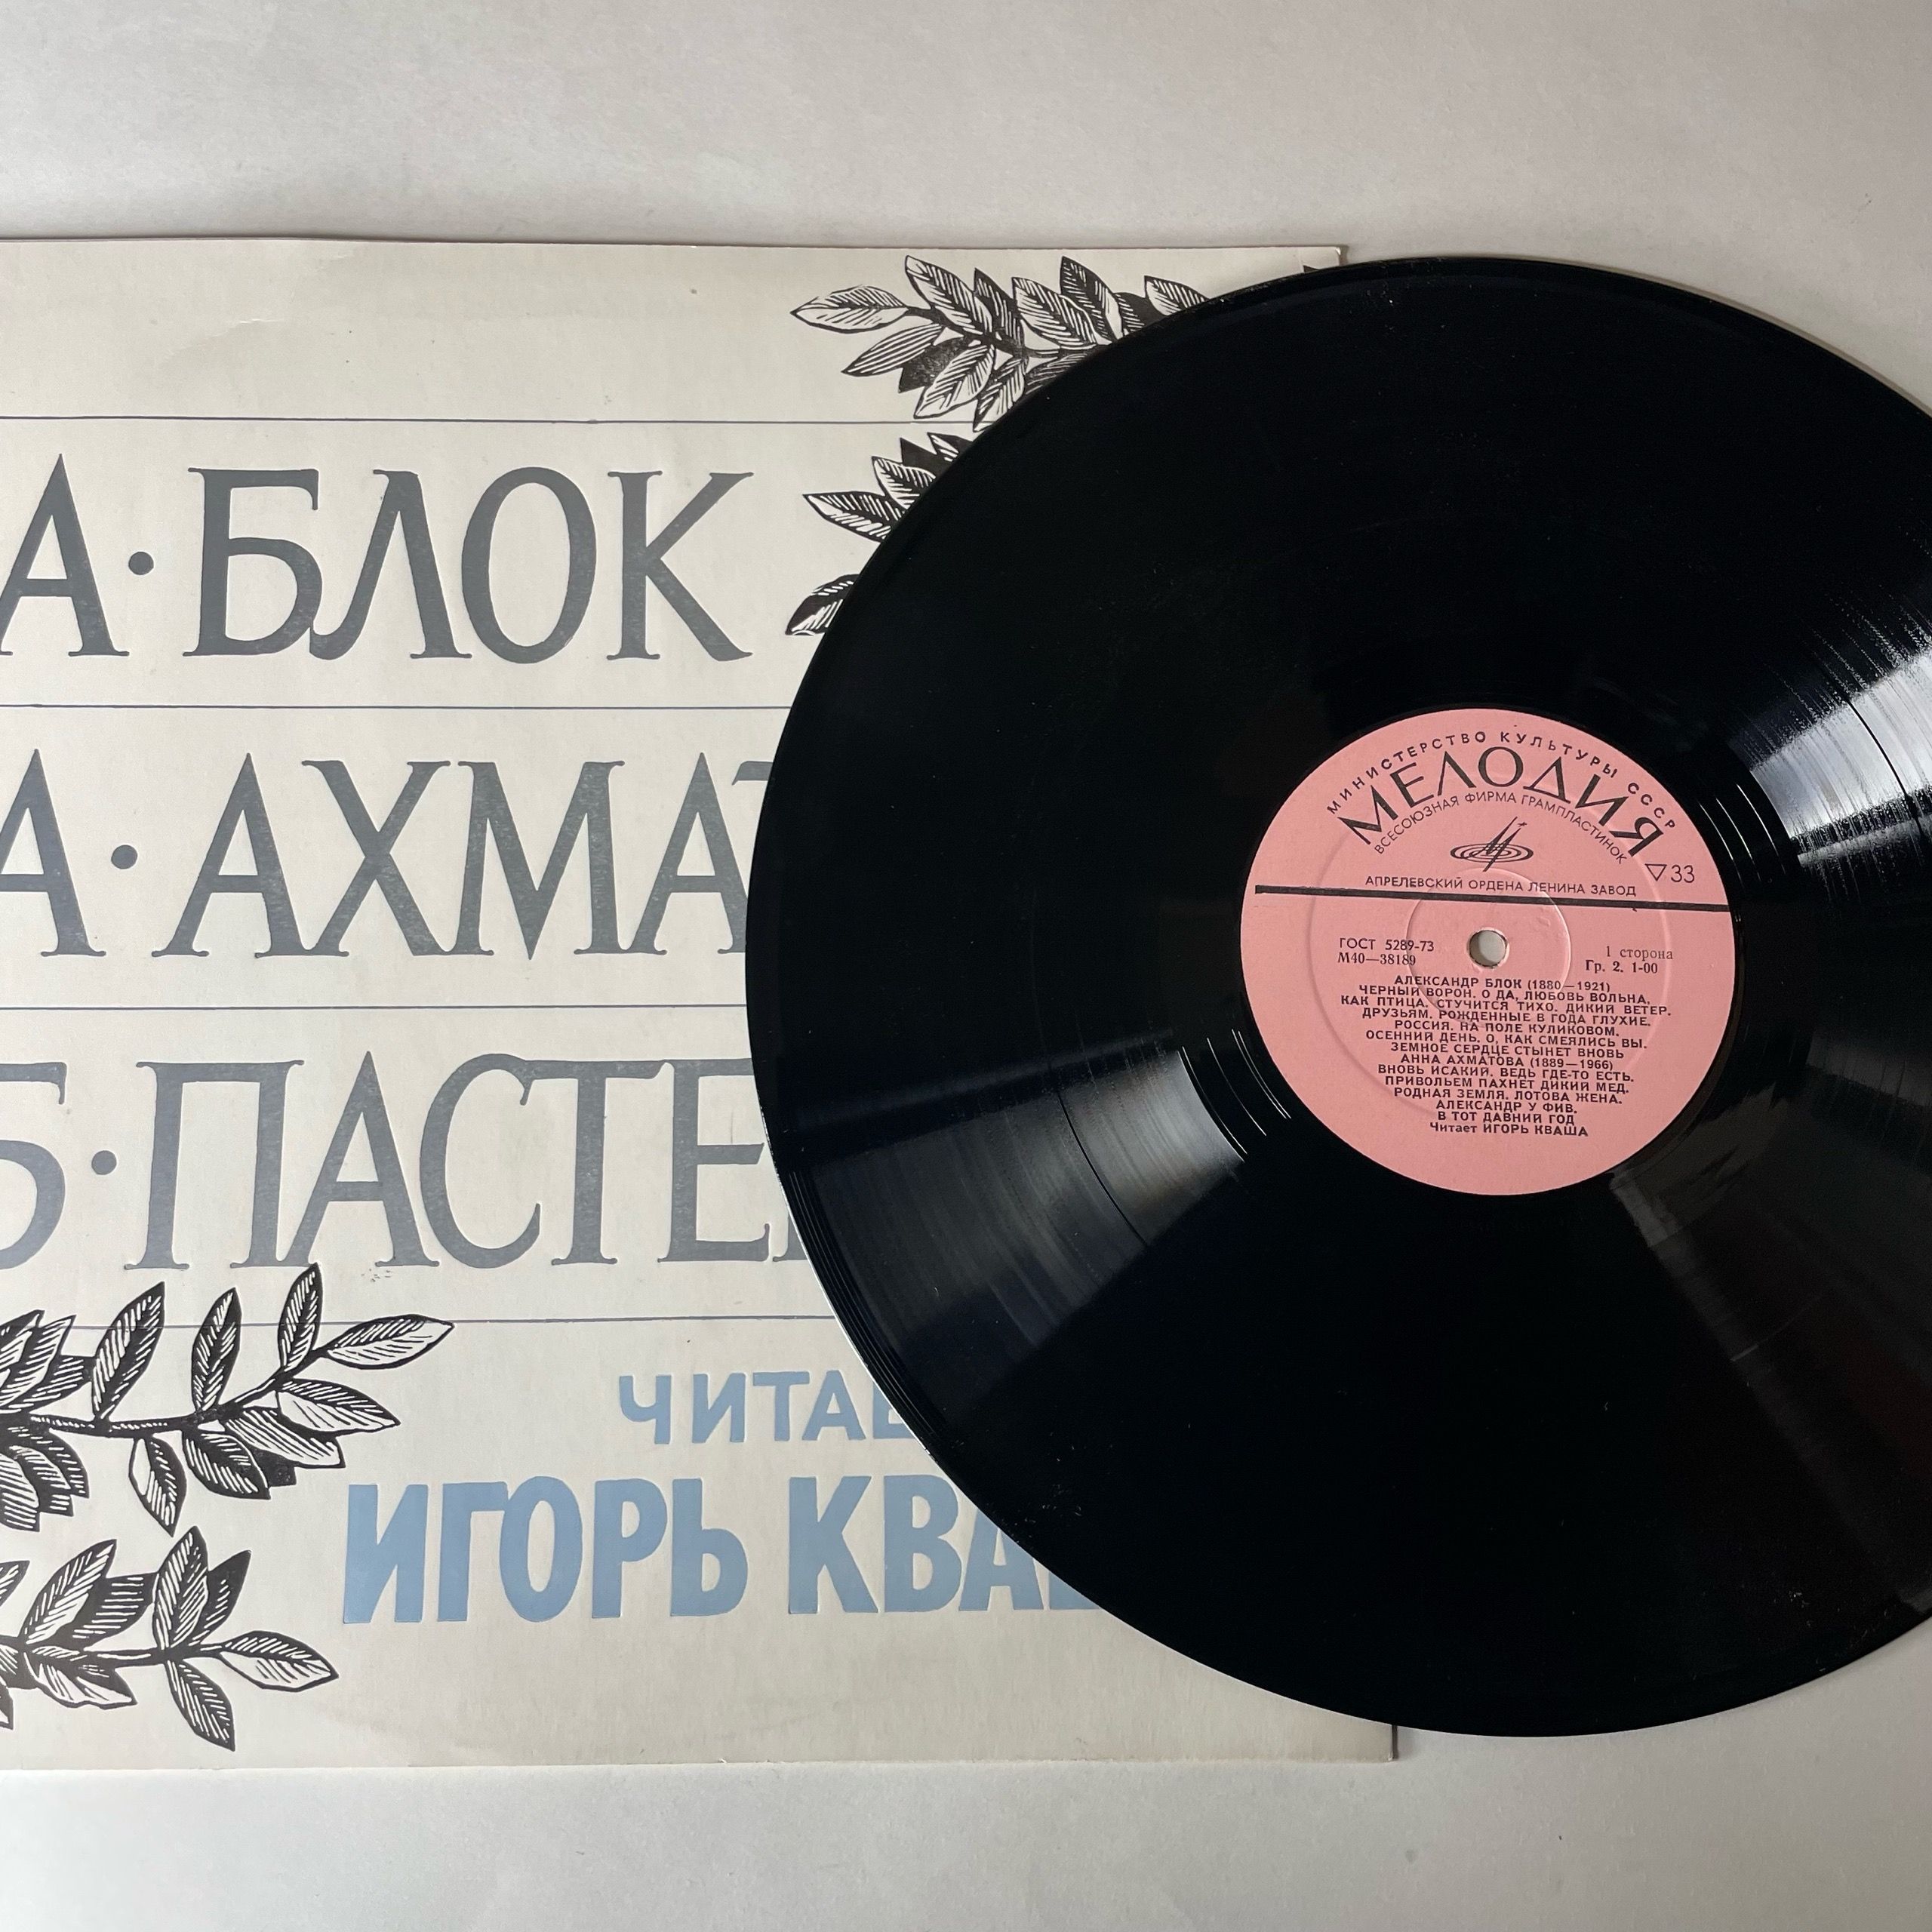 А·БЛОК
А·АХМАТ
Б·ПАСТЕ
ЧИТАЕ
ИГОРЬ КВАШ
МИНИСТЕРСТВО КУЛЬТУРЫ СССР
МЕЛОДИЯ
ВСЕСОЮЗНАЯ ФИРМА ГРАМПЛАСТИНОК
▽33
АПРЕЛЕВСКИЙ ОРДЕНА ЛЕНИНА ЗАВОД
ГОСТ 5289-73
М40—38189
1 сторона
Гр. 2. 1-00
АЛЕКСАНДР БЛОК (1880—1921)
ЧЕРНЫЙ ВОРОН. О ДА, ЛЮБОВЬ ВОЛЬНА,
КАК ПТИЦА. СТУЧИТСЯ ТИХО. ДИКИЙ ВЕТЕР.
ДРУЗЬЯМ. РОЖДЕННЫЕ В ГОДА ГЛУХИЕ.
РОССИЯ. НА ПОЛЕ КУЛИКОВОМ.
ОСЕННИЙ ДЕНЬ. О, КАК СМЕЯЛИСЬ ВЫ.
ЗЕМНОЕ СЕРДЦЕ СТЫНЕТ ВНОВЬ
АННА АХМАТОВА (1889—1966)
ВНОВЬ ИСАКИЙ. ВЕДЬ ГДЕ-ТО ЕСТЬ.
ПРИВОЛЬЕМ ПАХНЕТ ДИКИЙ МЕД.
РОДНАЯ ЗЕМЛЯ. ЛОТОВА ЖЕНА.
АЛЕКСАНДР У ФИВ.
В ТОТ ДАВНИЙ ГОД
Читает ИГОРЬ КВАША